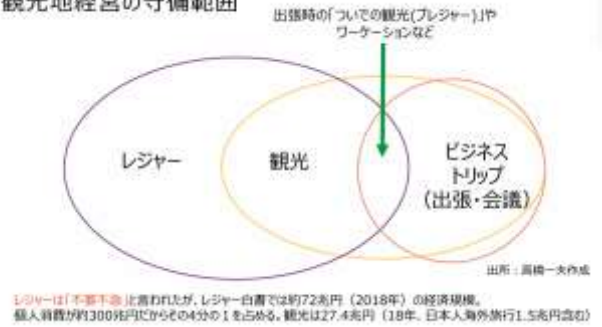 観光地経営の守備範囲
出張時の「ついでの観光(ブレジャー)」や
ワーケーションなど
レジャー
観光
ビジネス
トリップ
(出張・会議)
出所：高橋一夫作成
レジャーは「不要不急」と言われたが、レジャー白書では約72兆円（2018年）の経済規模。
個人消費が約300兆円だからその4分の1を占める。観光は27.4兆円（18年、日本人海外旅行1.5兆円含む）